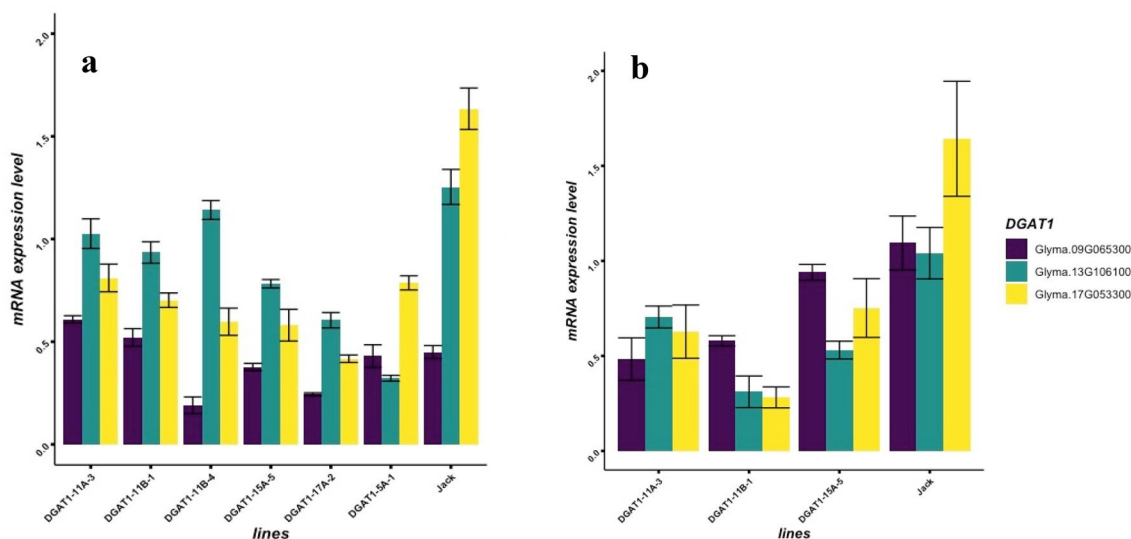 a
mRNA expression level
2.0
1.5
1.0
0.5
0.0
DGAT1-11A-3
DGAT1-11B-1
DGAT1-11B-4
DGAT1-15A-5
DGAT1-17A-2
DGAT1-5A-1
Jack
lines
b
mRNA expression level
2.0
1.5
1.0
0.5
0.0
DGAT1-11A-3
DGAT1-11B-1
DGAT1-15A-5
Jack
lines
DGAT1
Glyma.09G065300
Glyma.13G106100
Glyma.17G053300